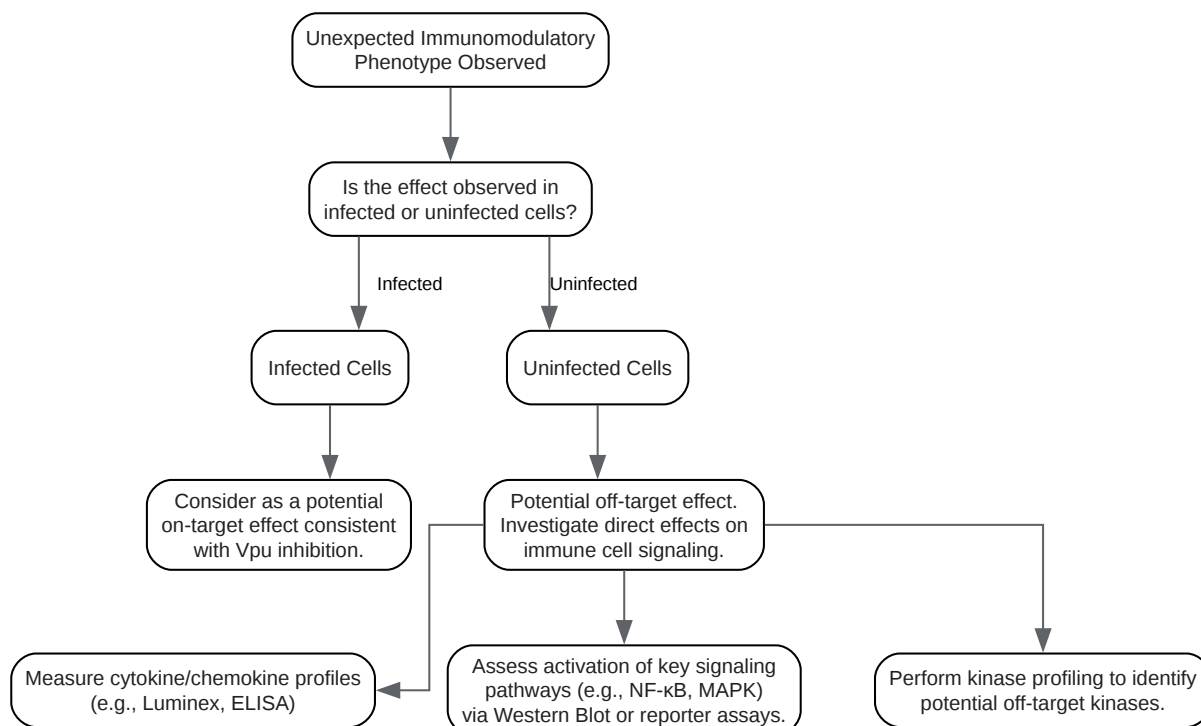 Unexpected Immunomodulatory
Phenotype Observed
Is the effect observed in
infected or uninfected cells?
Infected
Uninfected
Infected Cells
Uninfected Cells
Consider as a potential
on-target effect consistent
with Vpu inhibition.
Potential off-target effect.
Investigate direct effects on
immune cell signaling.
Measure cytokine/chemokine profiles
(e.g., Luminex, ELISA)
Assess activation of key signaling
pathways (e.g., NF-κB, MAPK)
via Western Blot or reporter assays.
Perform kinase profiling to identify
potential off-target kinases.